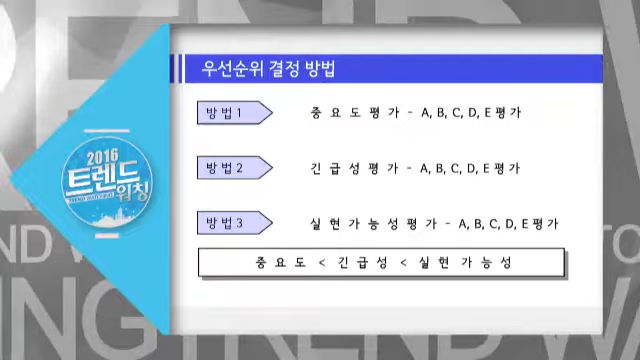 우선순위 결정 방법
방법1
중요도평가 - A, B, C, D, E평가
방법2
긴급성평가 - A, B, C, D, E평가
방법3
실현가능성평가 - A, B, C, D, E평가
중요도 < 긴급성 < 실현 가능성
2016
트렌드
워칭